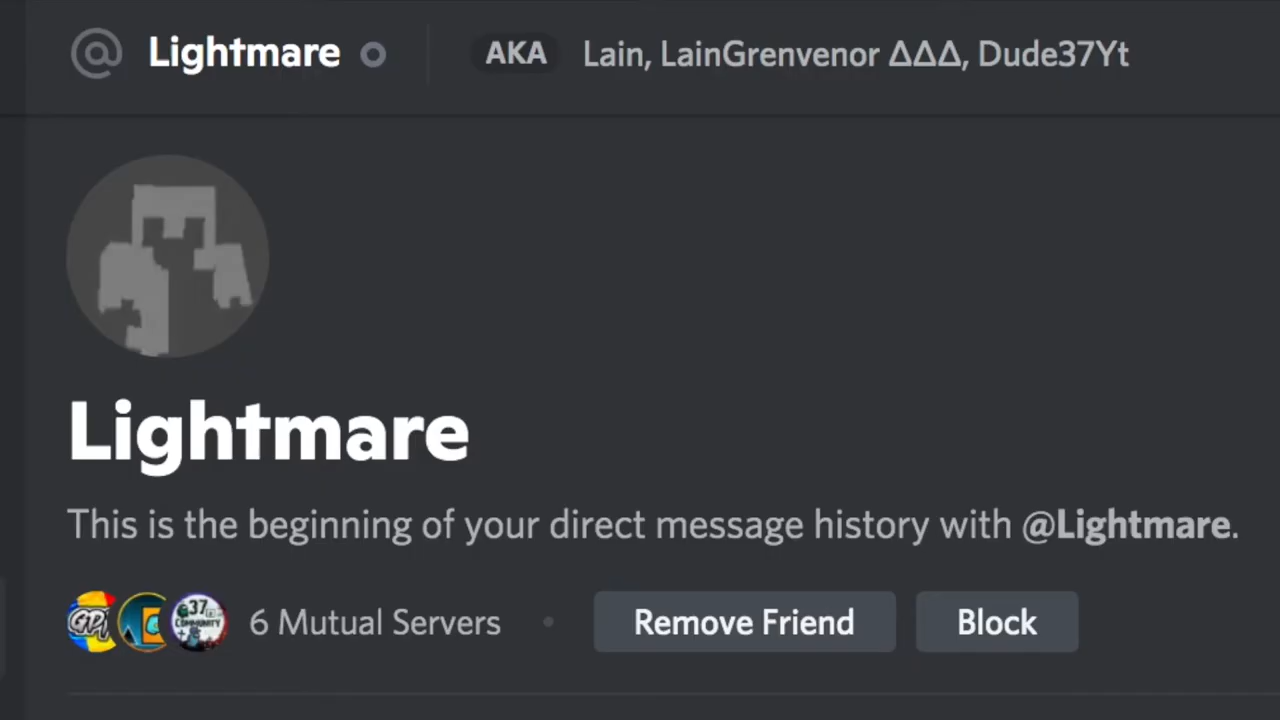 @ Lightmare AKA Lain, LainGrenvenor ΔΔΔ, Dude37Yt
Lightmare
This is the beginning of your direct message history with @Lightmare.
6 Mutual Servers • Remove Friend Block